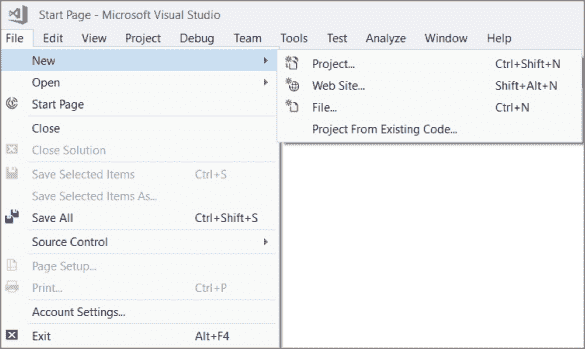 Start Page - Microsoft Visual Studio
File Edit View Project Debug Team Tools Test Analyze Window Help
New
Project... Ctrl+Shift+N
Open
Web Site... Shift+Alt+N
Start Page
File... Ctrl+N
Close
Project From Existing Code...
Close Solution
Save Selected Items Ctrl+S
Save Selected Items As...
Save All Ctrl+Shift+S
Source Control
Page Setup...
Print... Ctrl+P
Account Settings...
Exit Alt+F4